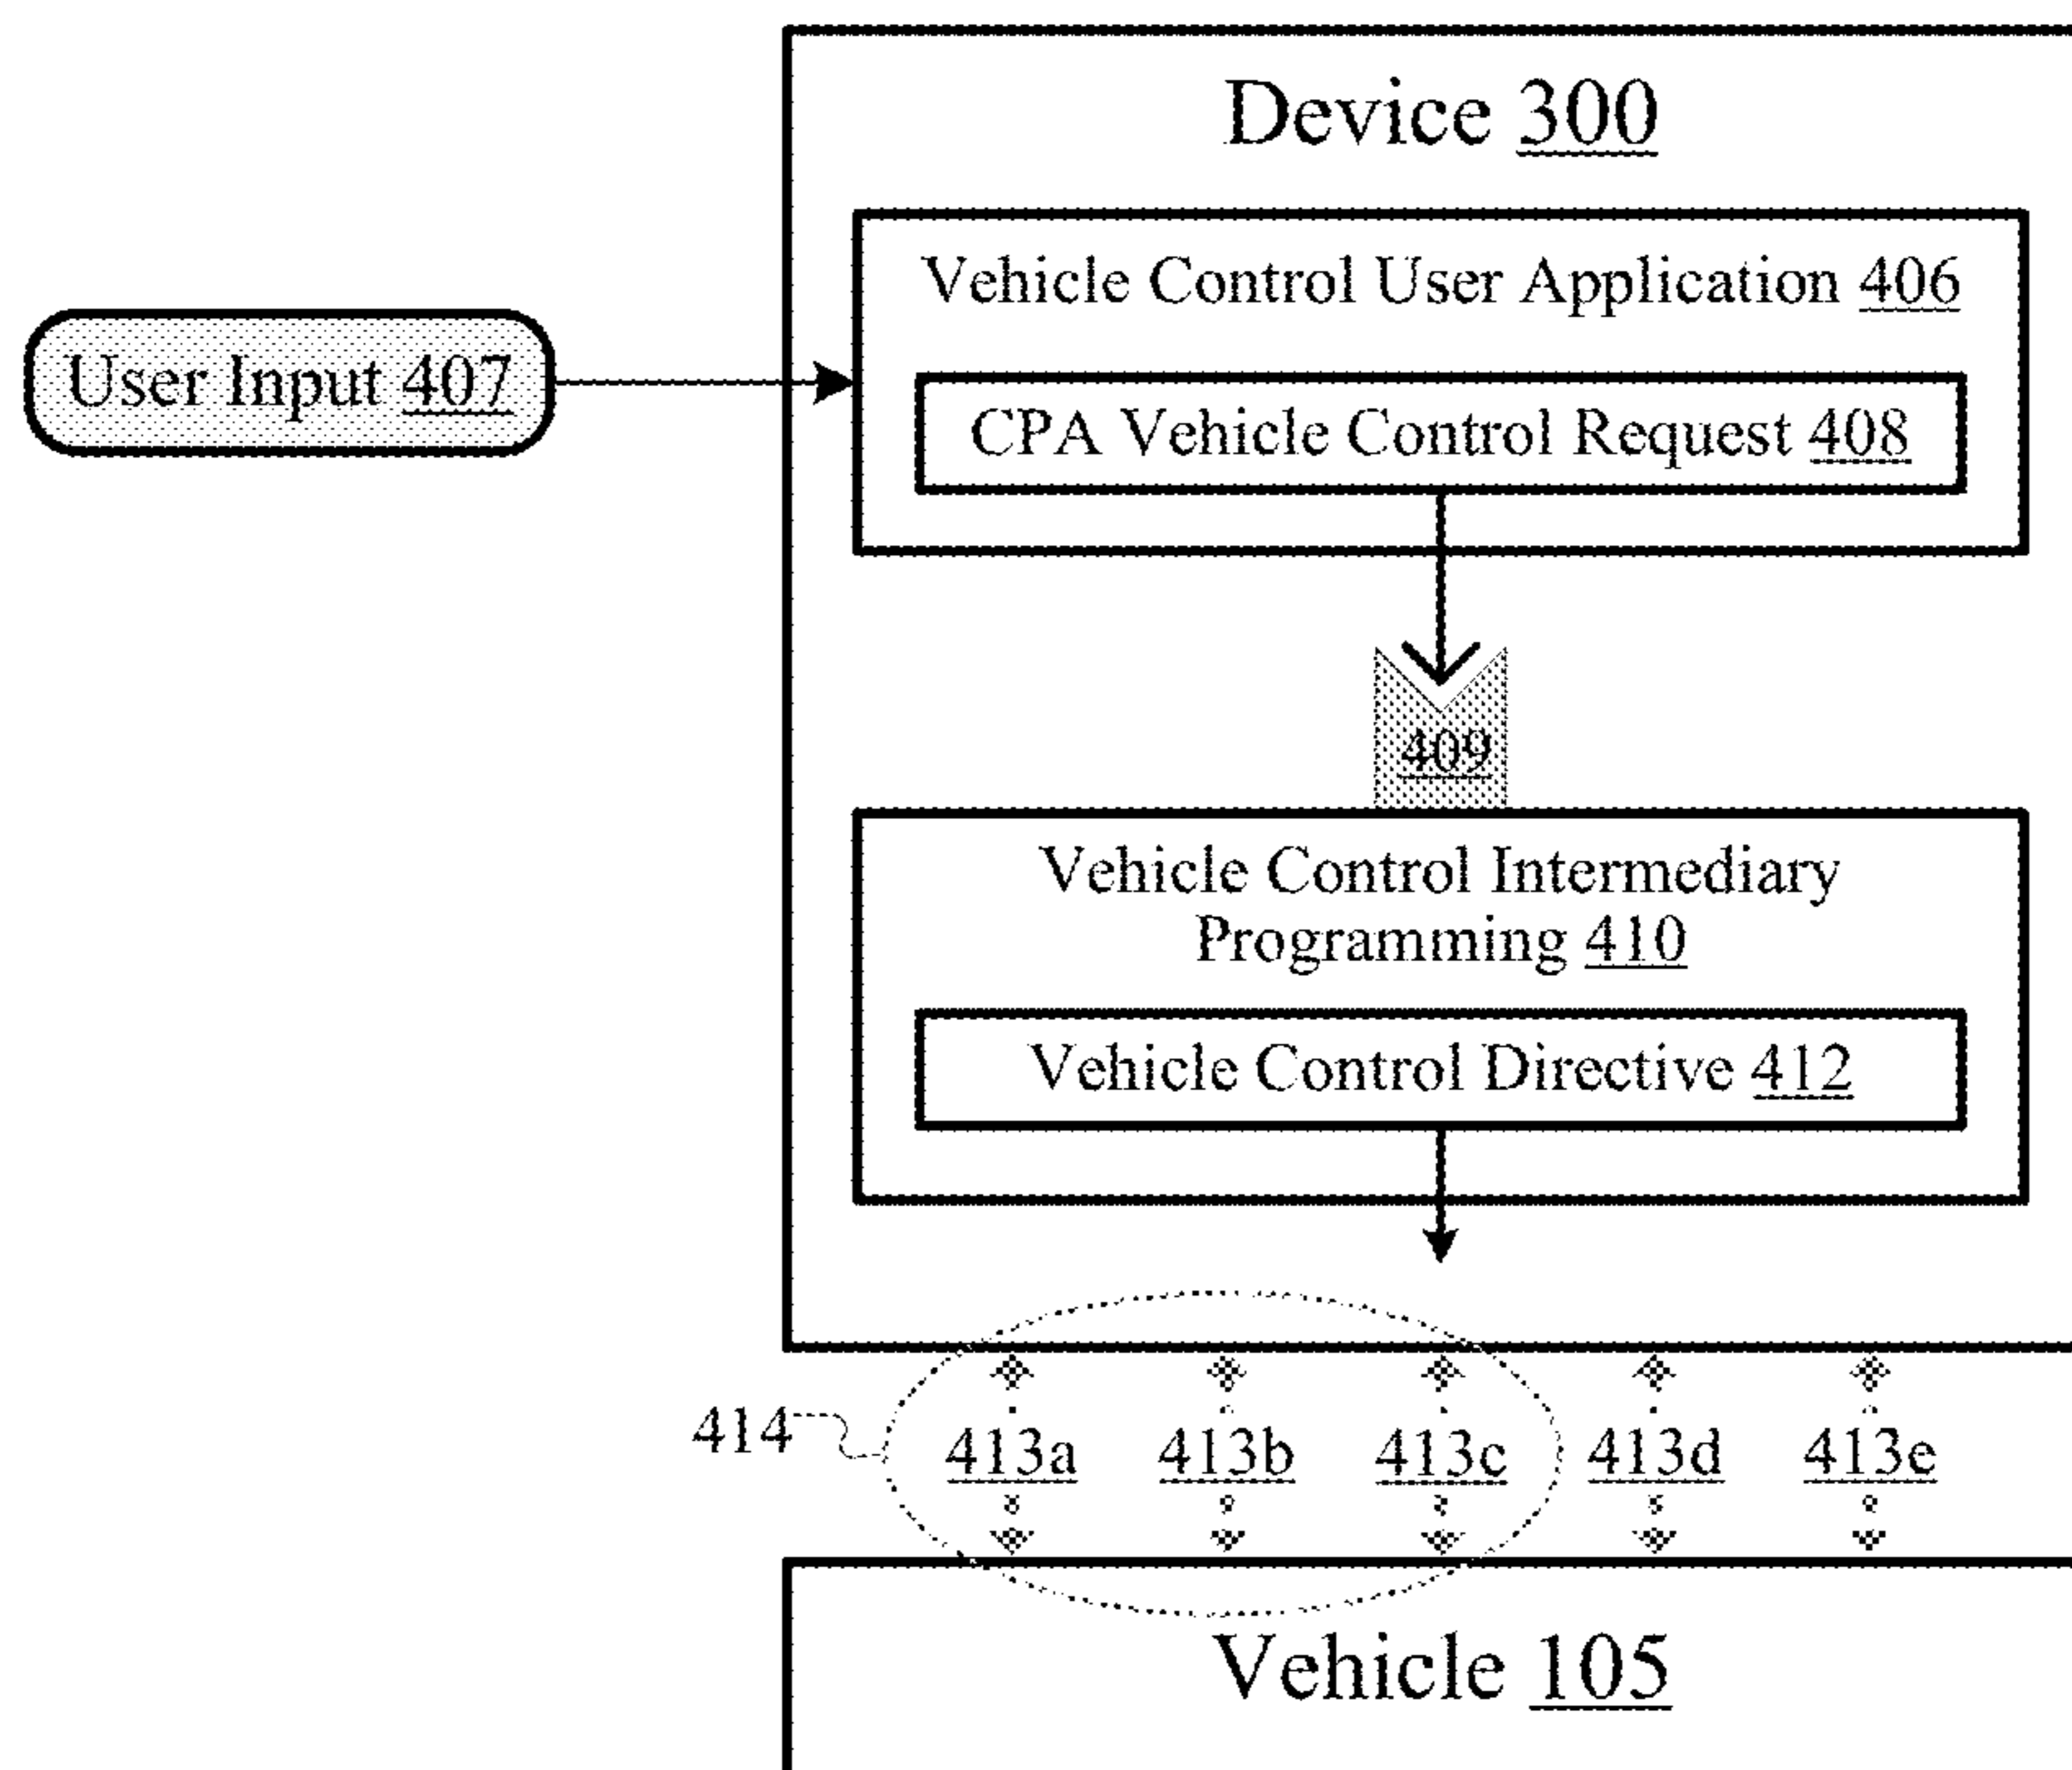 Device 300
Vehicle Control User Application 406
User Input 407
CPA Vehicle Control Request 408
409
Vehicle Control Intermediary
Programming 410
Vehicle Control Directive 412
414 413a 413b 413c 413d 413e
Vehicle 105